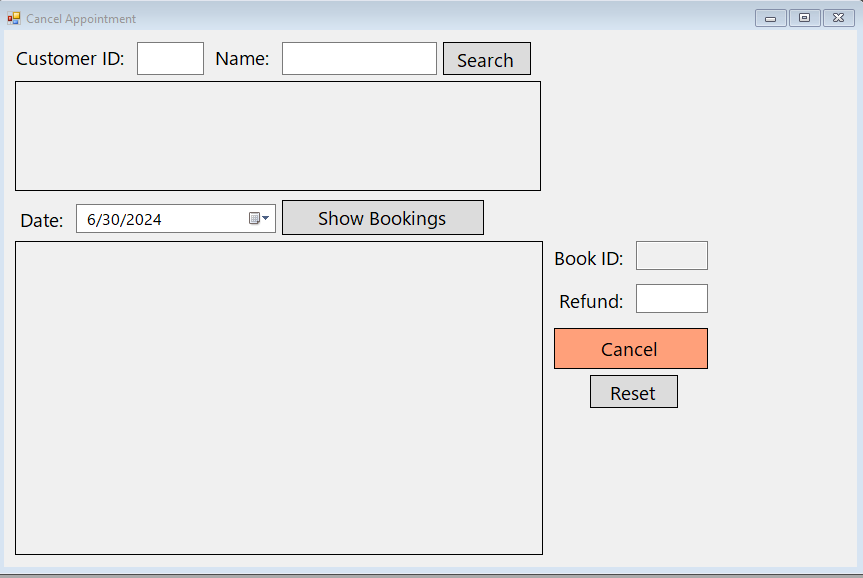 Cancel Appointment
Customer ID: Name: Search
Date: 6/30/2024 Show Bookings
Book ID:
Refund:
Cancel
Reset